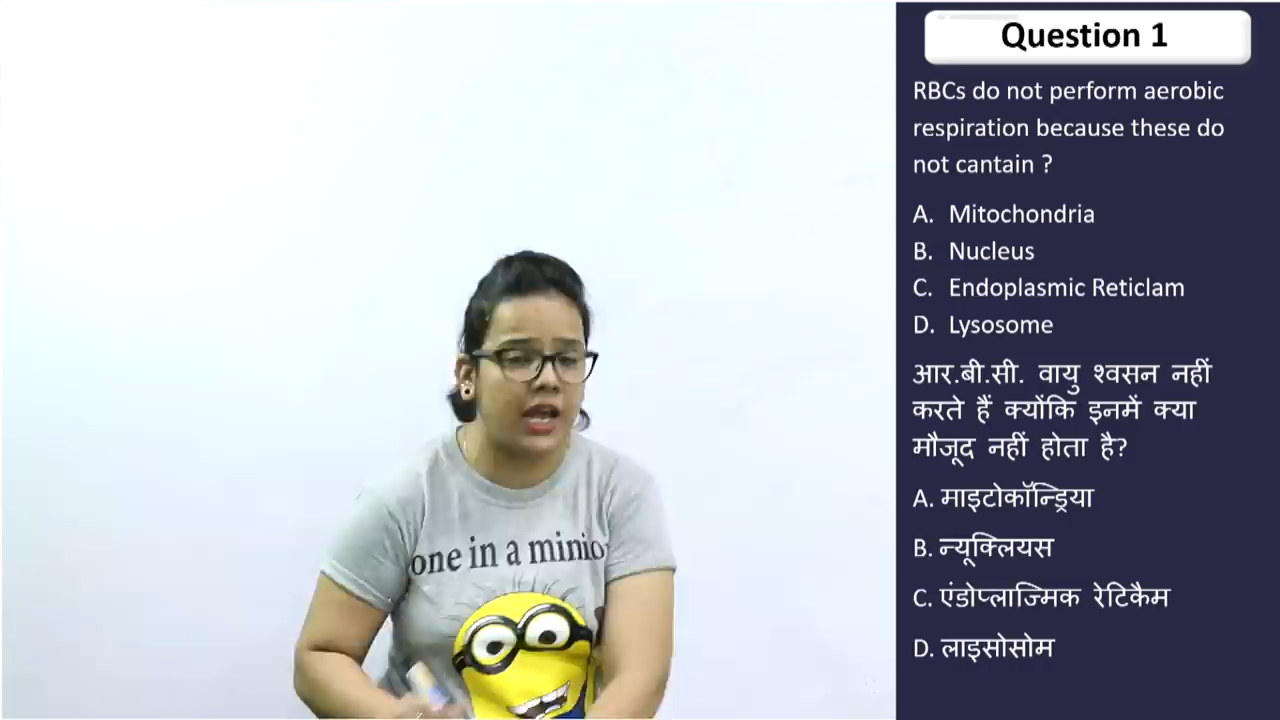 Question 1
RBCs do not perform aerobic
respiration because these do
not cantain ?
A. Mitochondria
B. Nucleus
C. Endoplasmic Reticlam
D. Lysosome
आर.बी.सी. वायु श्वसन नहीं
करते हैं क्योंकि इनमें क्या
मौजूद नहीं होता है?
A. माइटोकॉन्ड्रिया
B. न्यूक्लियस
C. एंडोप्लाज्मिक रेटिकैम
D. लाइसोसोम
one in a minio